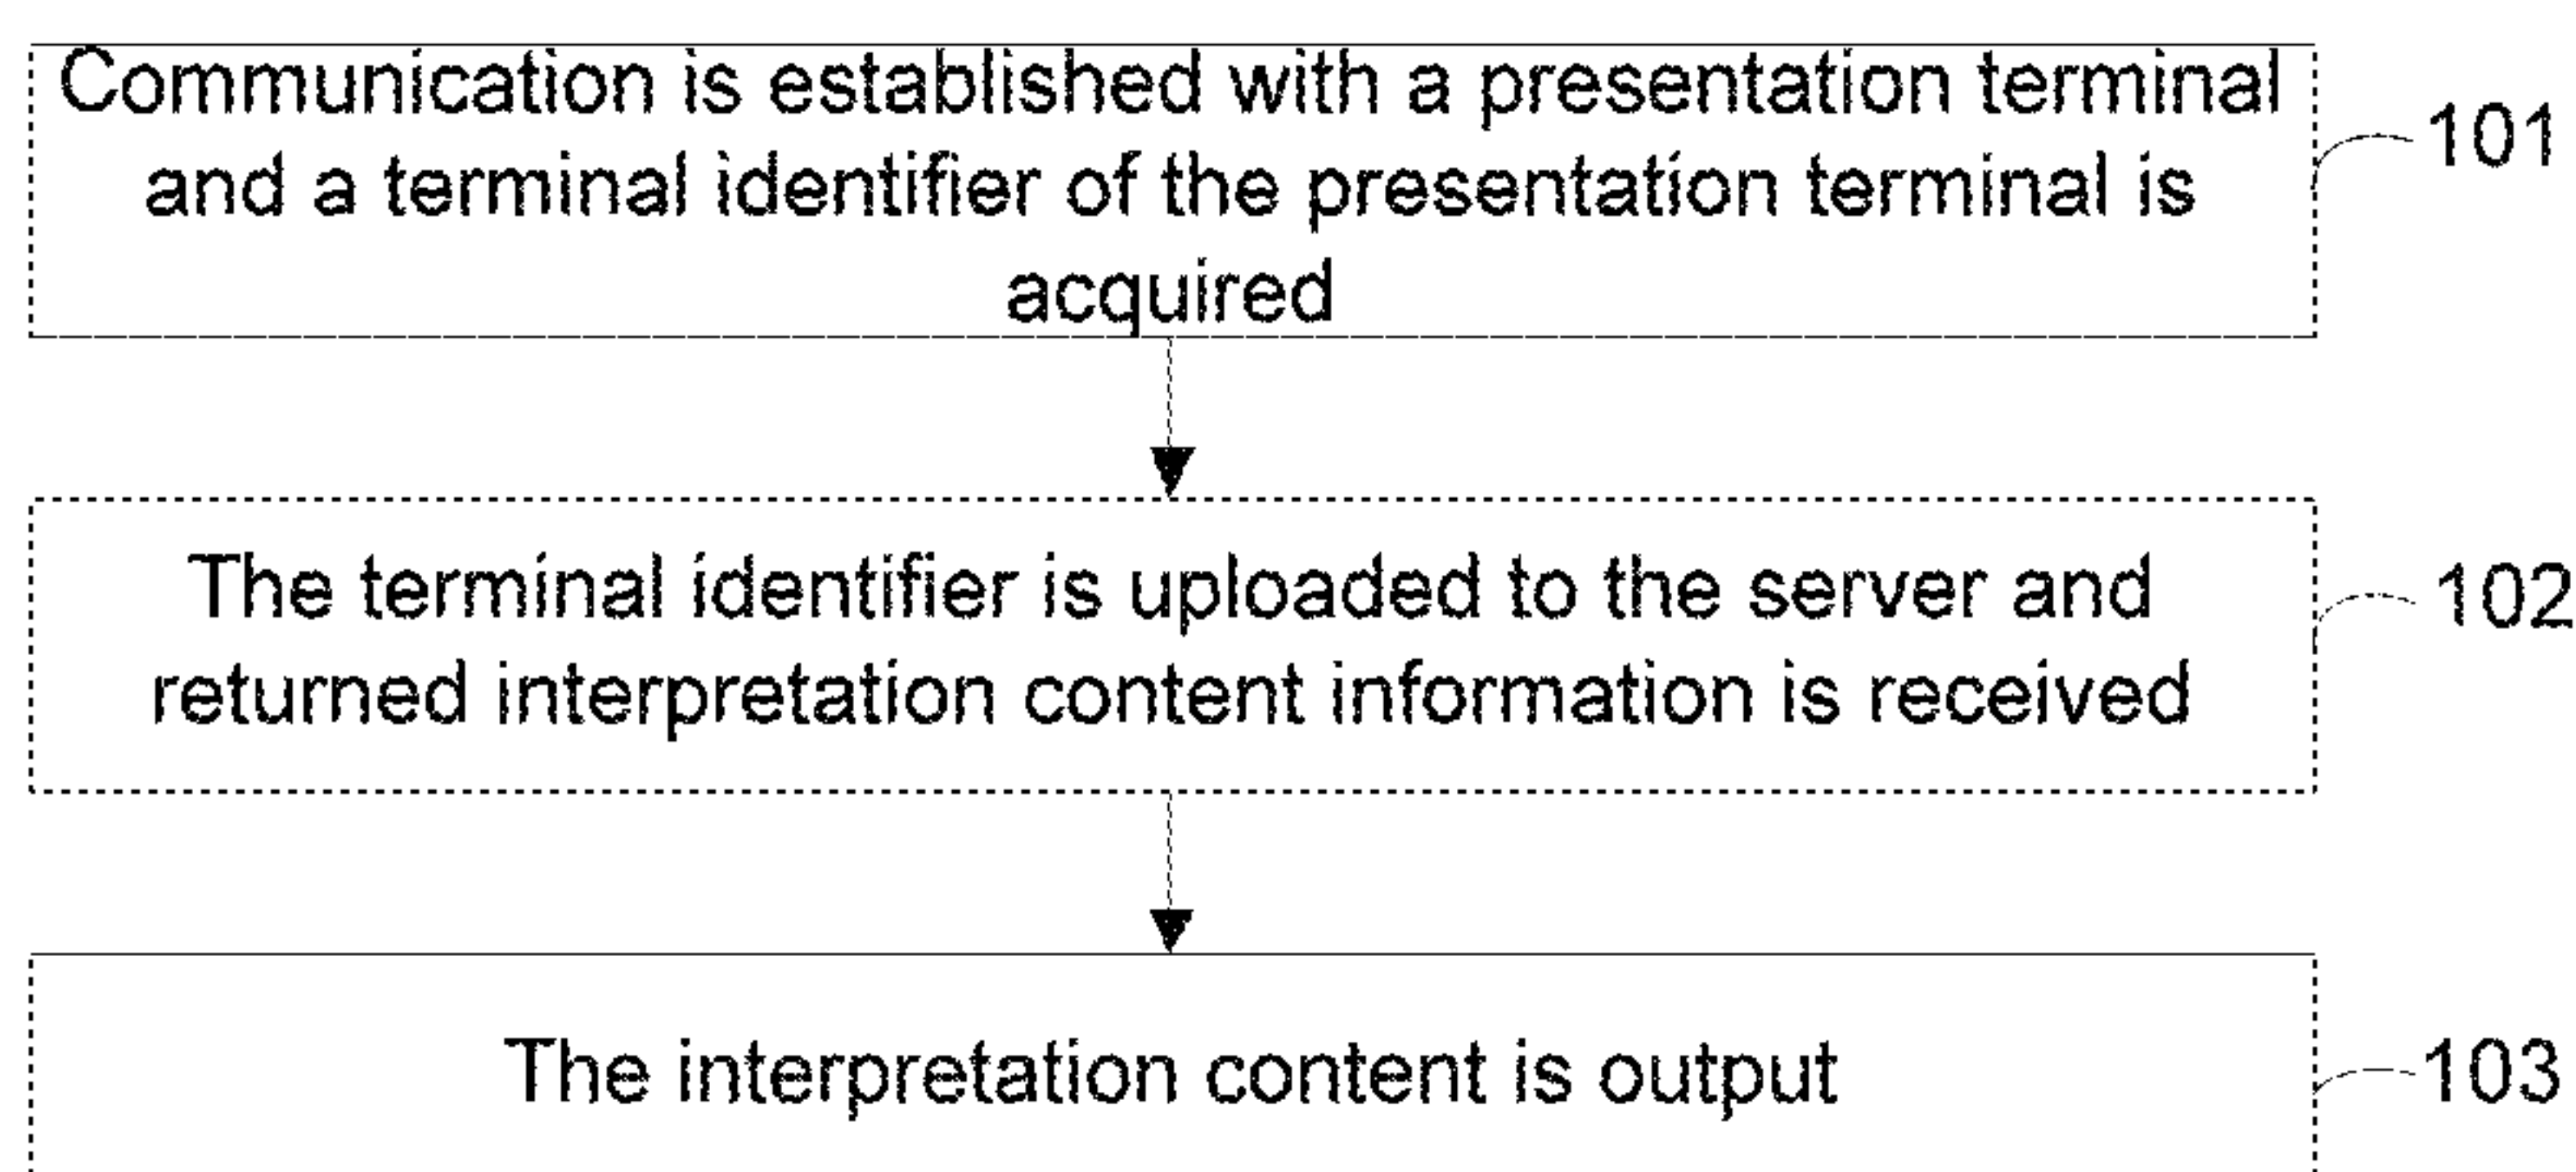 Communication is established with a presentation terminal
and a terminal identifier of the presentation terminal is
acquired
101
The terminal identifier is uploaded to the server and
returned interpretation content information is received
102
The interpretation content is output
103